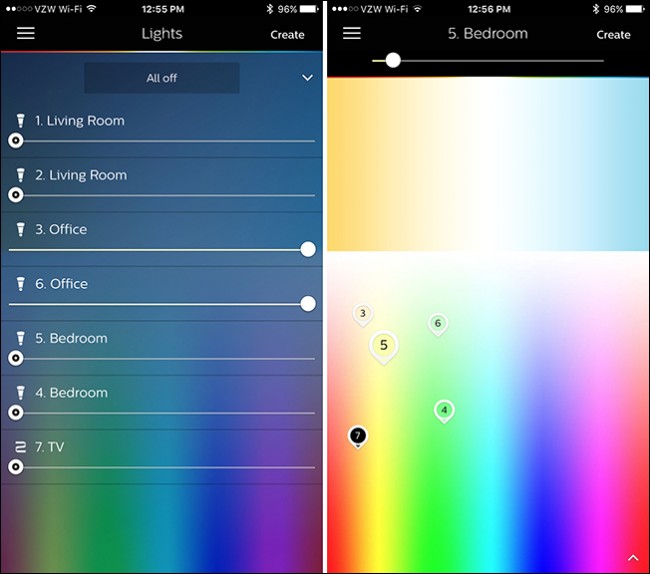 VZW Wi-Fi 12:55 PM 96%
Lights Create
All off
1. Living Room
2. Living Room
3. Office
6. Office
5. Bedroom
4. Bedroom
7. TV
VZW Wi-Fi 12:56 PM 96%
5. Bedroom Create
3
6
5
4
7